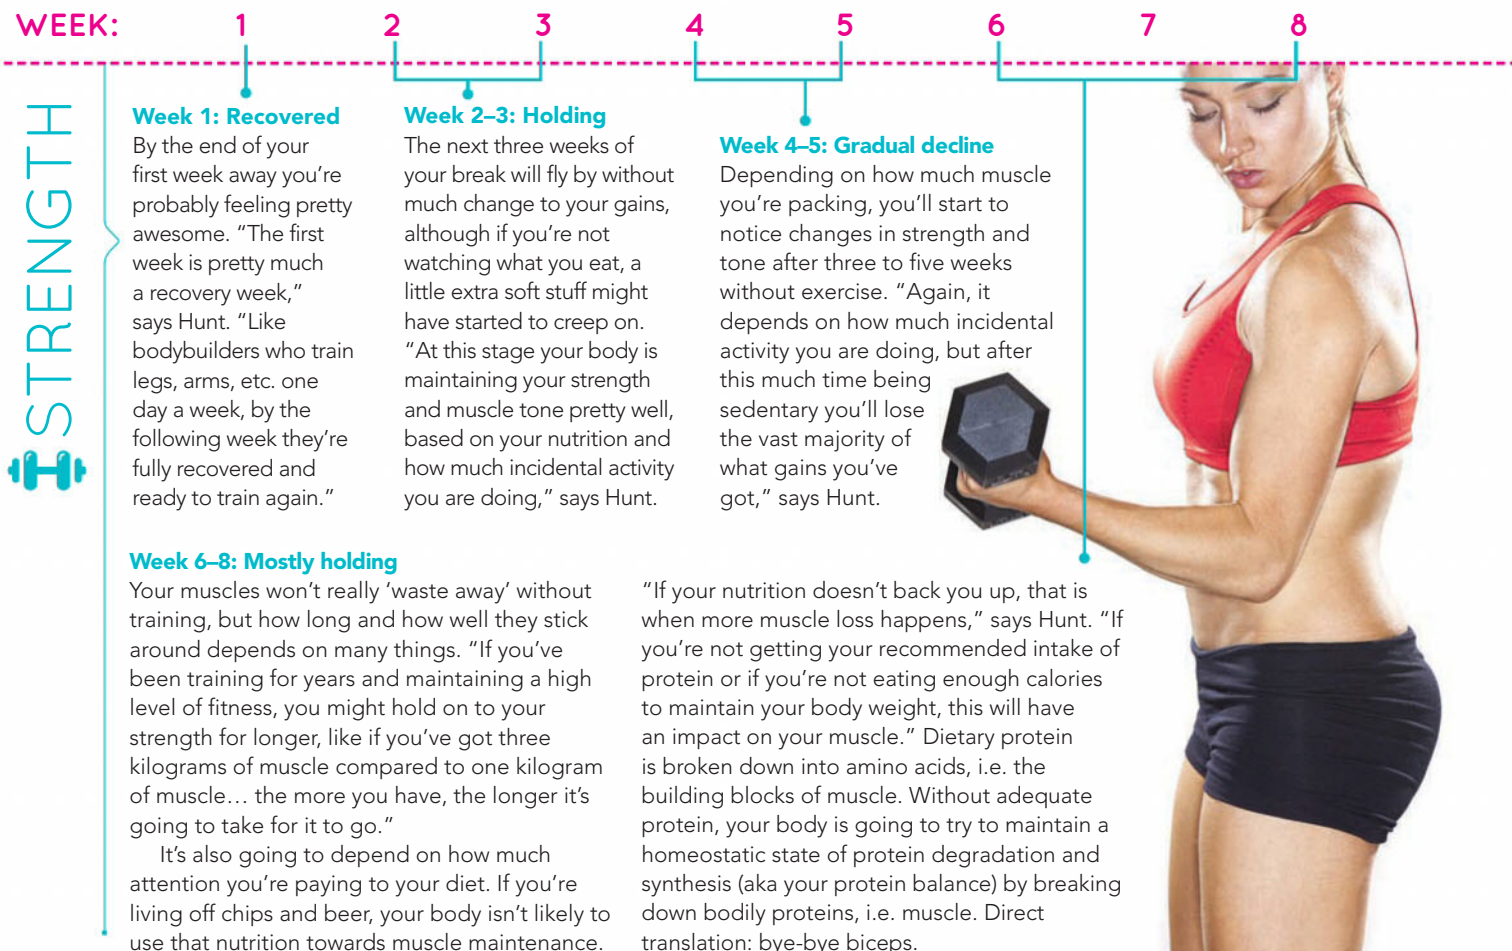 WEEK: 1 2 3 4 5 6 7 8
STRENGTH
Week 1: Recovered
By the end of your
first week away you’re
probably feeling pretty
awesome. “The first
week is pretty much
a recovery week,”
says Hunt. “Like
bodybuilders who train
legs, arms, etc. one
day a week, by the
following week they’re
fully recovered and
ready to train again.”
Week 2–3: Holding
The next three weeks of
your break will fly by without
much change to your gains,
although if you’re not
watching what you eat, a
little extra soft stuff might
have started to creep on.
“At this stage your body is
maintaining your strength
and muscle tone pretty well,
based on your nutrition and
how much incidental activity
you are doing,” says Hunt.
Week 4–5: Gradual decline
Depending on how much muscle
you’re packing, you’ll start to
notice changes in strength and
tone after three to five weeks
without exercise. “Again, it
depends on how much incidental
activity you are doing, but after
this much time being
sedentary you’ll lose
the vast majority of
what gains you’ve
got,” says Hunt.
Week 6–8: Mostly holding
Your muscles won’t really ‘waste away’ without
training, but how long and how well they stick
around depends on many things. “If you’ve
been training for years and maintaining a high
level of fitness, you might hold on to your
strength for longer, like if you’ve got three
kilograms of muscle compared to one kilogram
of muscle… the more you have, the longer it’s
going to take for it to go.”
It’s also going to depend on how much
attention you’re paying to your diet. If you’re
living off chips and beer, your body isn’t likely to
use that nutrition towards muscle maintenance.
“If your nutrition doesn’t back you up, that is
when more muscle loss happens,” says Hunt. “If
you’re not getting your recommended intake of
protein or if you’re not eating enough calories
to maintain your body weight, this will have
an impact on your muscle.” Dietary protein
is broken down into amino acids, i.e. the
building blocks of muscle. Without adequate
protein, your body is going to try to maintain a
homeostatic state of protein degradation and
synthesis (aka your protein balance) by breaking
down bodily proteins, i.e. muscle. Direct
translation: bye-bye biceps.